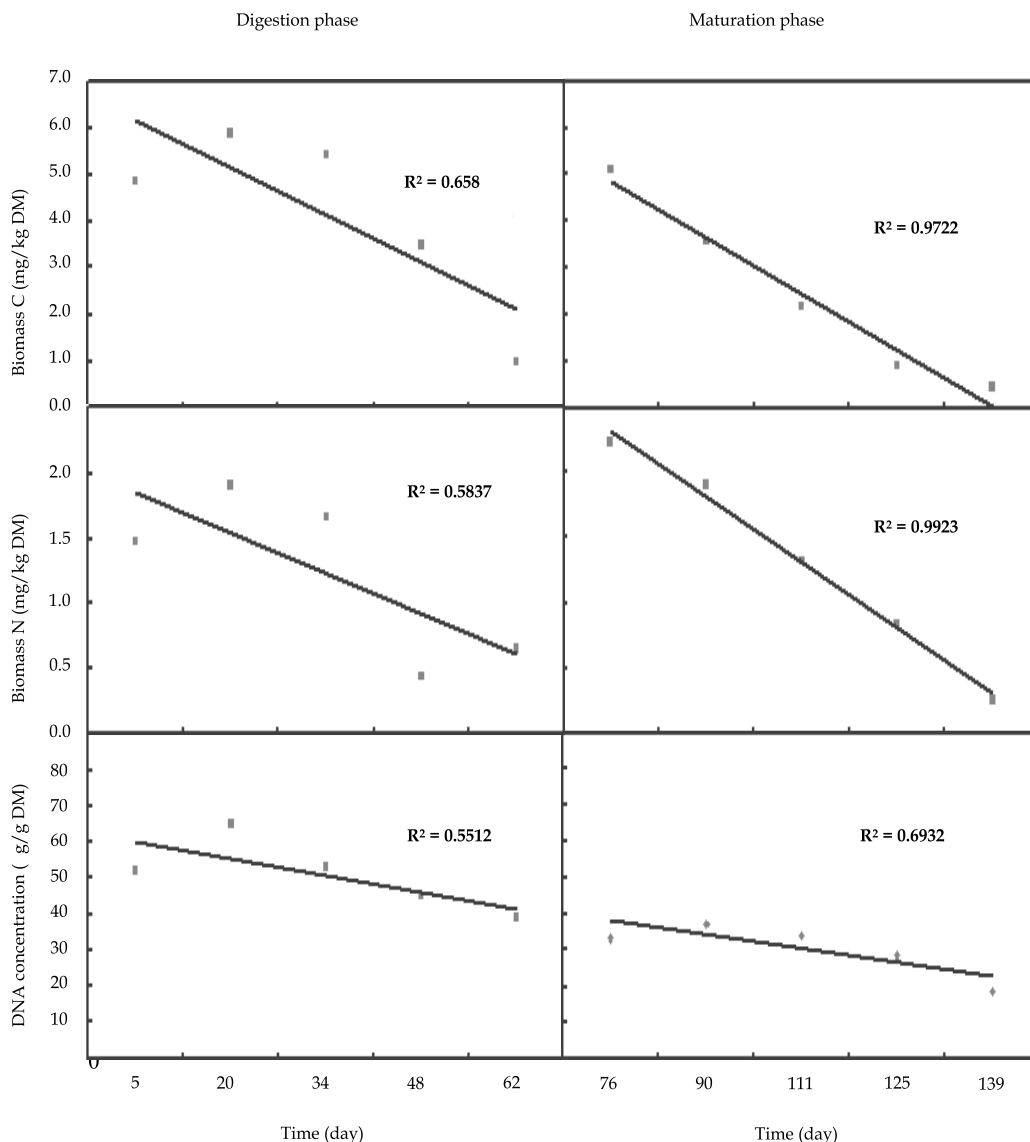 Digestion phase
Maturation phase
Biomass C (mg/kg DM)
7.0
6.0
5.0
4.0
3.0
2.0
1.0
0.0
R² = 0.658
R² = 0.9722
Biomass N (mg/kg DM)
2.0
1.5
1.0
0.5
0.0
R² = 0.5837
R² = 0.9923
DNA concentration ( g/g DM)
80
70
60
50
40
30
20
10
0
R² = 0.5512
R² = 0.6932
5 20 34 48 62 76 90 111 125 139
Time (day)
Time (day)